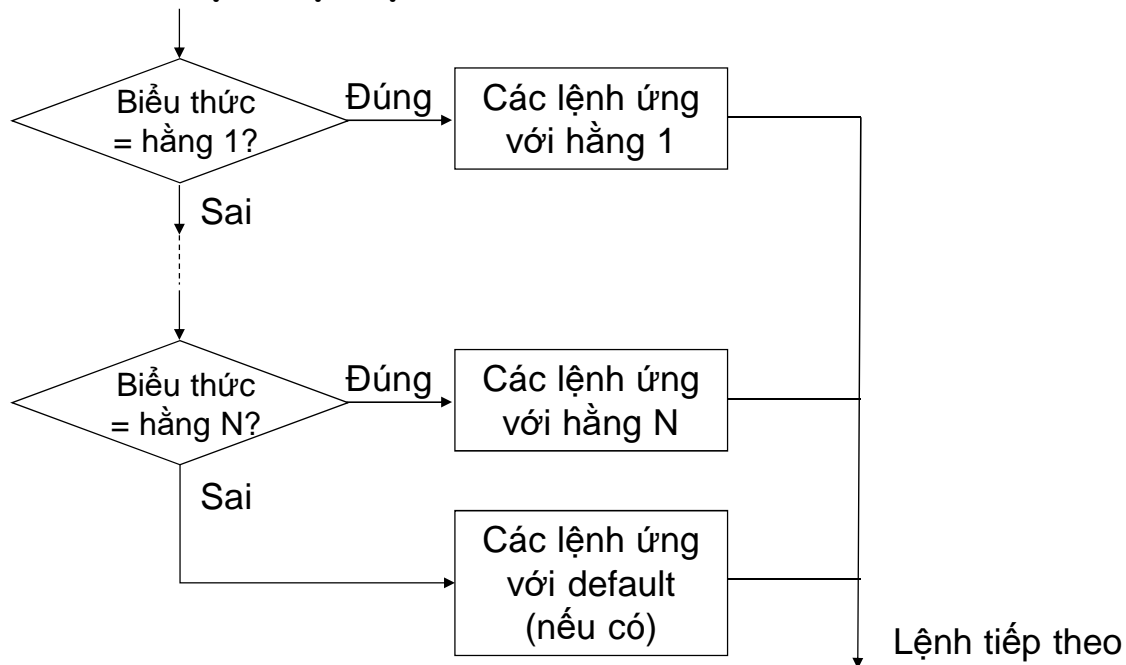 Biểu thức
= hằng 1?
Đúng
Các lệnh ứng
với hằng 1
Sai
Biểu thức
= hằng N?
Đúng
Các lệnh ứng
với hằng N
Sai
Các lệnh ứng
với default
(nếu có)
Lệnh tiếp theo